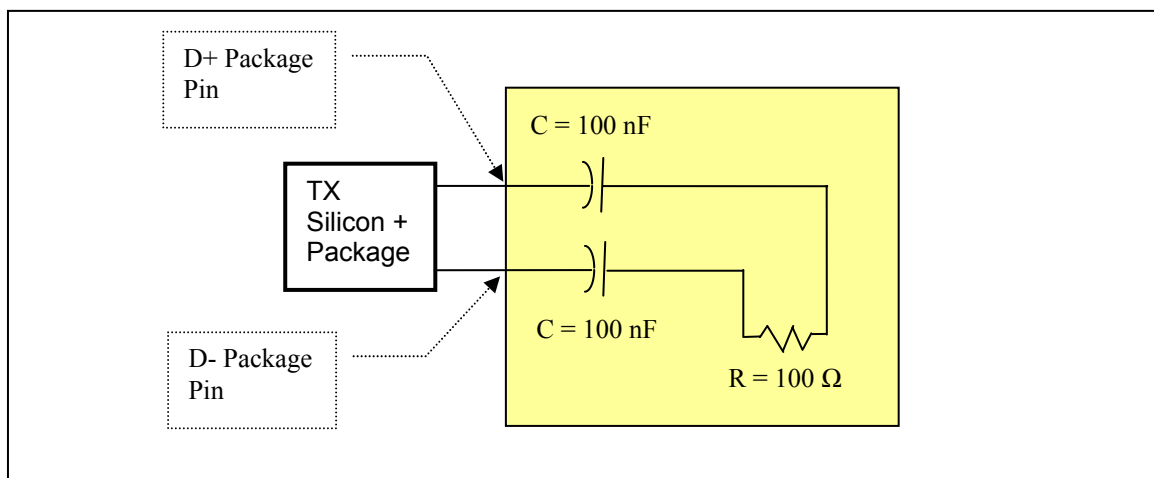 D+ Package
Pin
C = 100 nF
TX
Silicon +
Package
C = 100 nF
D- Package
Pin
R = 100 Ω